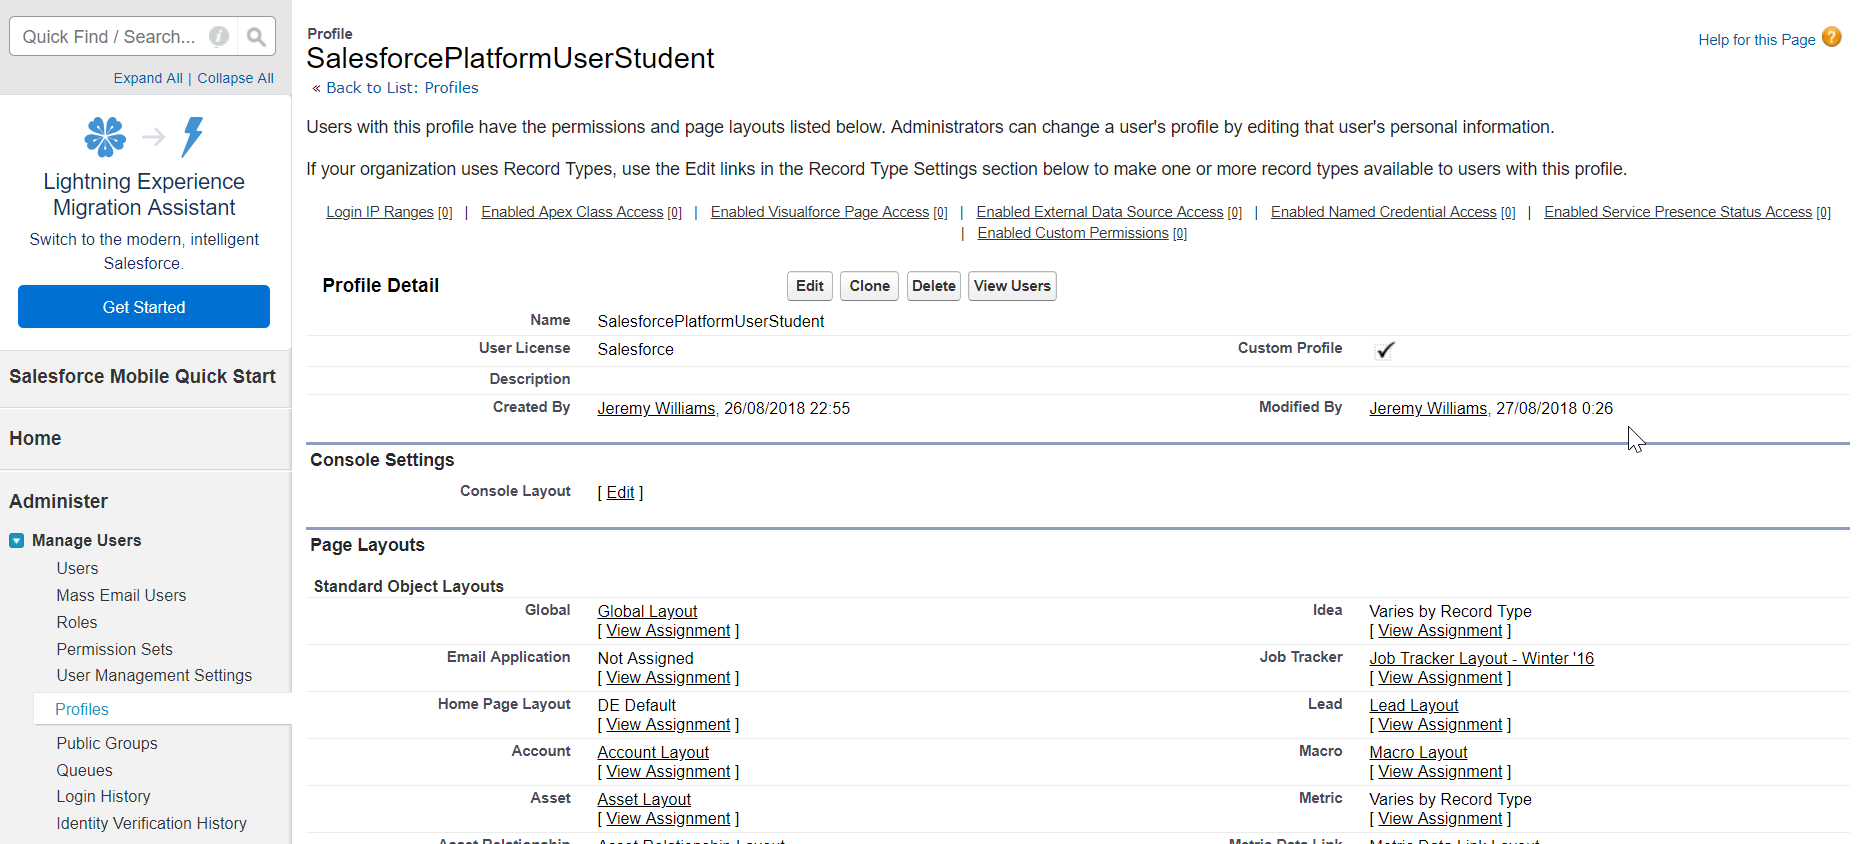 Quick Find / Search...
Expand All | Collapse All
Lightning Experience
Migration Assistant
Switch to the modern, intelligent
Salesforce.
Get Started
Salesforce Mobile Quick Start
Home
Administer
Manage Users
Users
Mass Email Users
Roles
Permission Sets
User Management Settings
Profiles
Public Groups
Queues
Login History
Identity Verification History
Profile
SalesforcePlatformUserStudent
Help for this Page ?
« Back to List: Profiles
Users with this profile have the permissions and page layouts listed below. Administrators can change a user's profile by editing that user's personal information.
If your organization uses Record Types, use the Edit links in the Record Type Settings section below to make one or more record types available to users with this profile.
Login IP Ranges [0] | Enabled Apex Class Access [0] | Enabled Visualforce Page Access [0] | Enabled External Data Source Access [0] | Enabled Named Credential Access [0] | Enabled Service Presence Status Access [0]
| Enabled Custom Permissions [0]
Profile Detail Edit Clone Delete View Users
Name SalesforcePlatformUserStudent
User License Salesforce Custom Profile
Description
Created By Jeremy Williams, 26/08/2018 22:55 Modified By Jeremy Williams, 27/08/2018 0:26
Console Settings
Console Layout [ Edit ]
Page Layouts
Standard Object Layouts
Global Global Layout Idea Varies by Record Type
[ View Assignment ] [ View Assignment ]
Email Application Not Assigned Job Tracker Job Tracker Layout - Winter '16
[ View Assignment ] [ View Assignment ]
Home Page Layout DE Default Lead Lead Layout
[ View Assignment ] [ View Assignment ]
Account Account Layout Macro Macro Layout
[ View Assignment ] [ View Assignment ]
Asset Asset Layout Metric Varies by Record Type
[ View Assignment ] [ View Assignment ]
Asset Relationship Asset Relationship Layout Metric Data Link Metric Data Link Layout